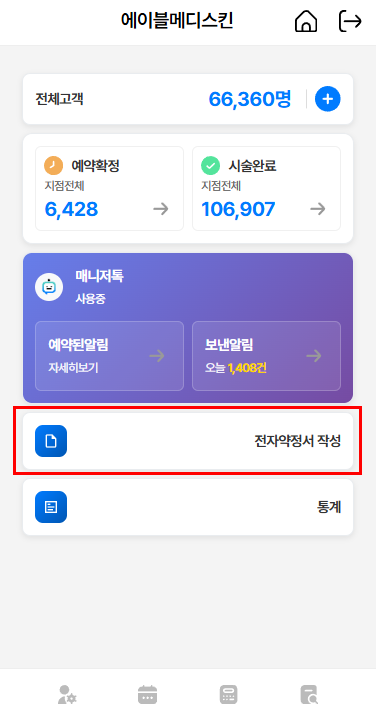 에이블메디스킨
전체고객 66,360명
예약확정
지점전체
6,428
시술완료
지점전체
106,907
매니저톡
사용중
예약된알림
자세히보기
보낸알림
오늘 1,408건
전자약정서 작성
통계